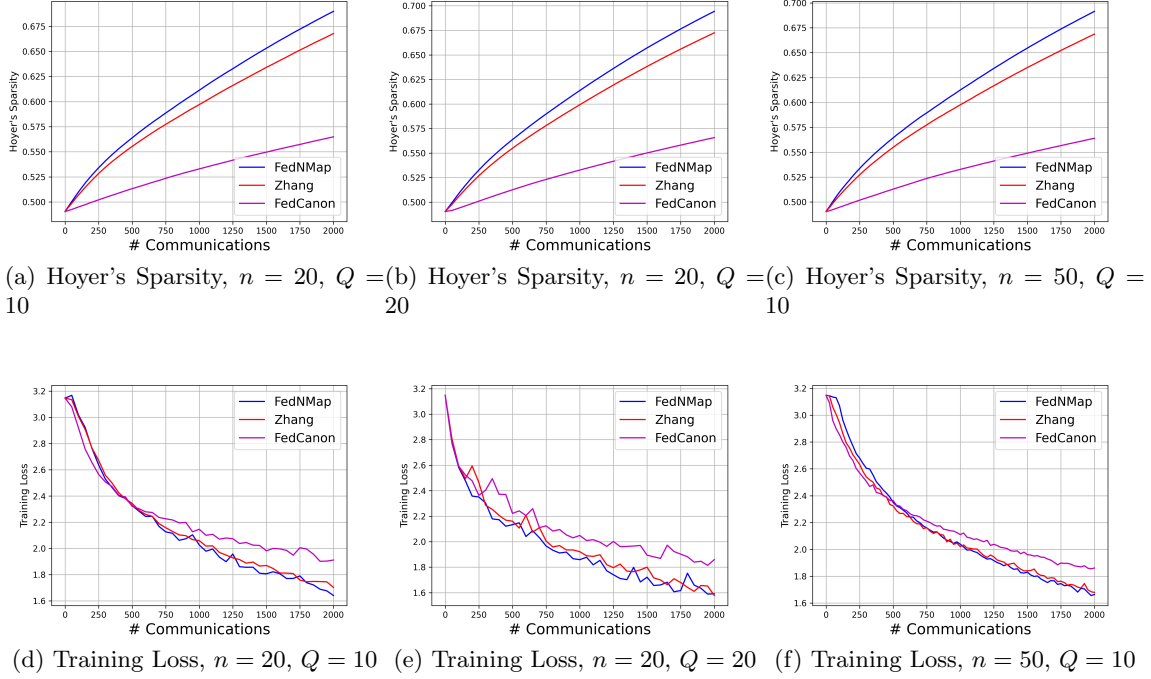 0.675
0.650
0.625
0.600
0.575
0.550
0.525
0.500
Hoyer's Sparsity
FedNMap
Zhang
FedCanon
0 250 500 750 1000 1250 1500 1750 2000
# Communications
(a) Hoyer's Sparsity, n = 20, Q =
10
0.700
0.675
0.650
0.625
0.600
0.575
0.550
0.525
0.500
Hoyer's Sparsity
FedNMap
Zhang
FedCanon
0 250 500 750 1000 1250 1500 1750 2000
# Communications
(b) Hoyer's Sparsity, n = 20, Q =
20
0.700
0.675
0.650
0.625
0.600
0.575
0.550
0.525
0.500
Hoyer's Sparsity
FedNMap
Zhang
FedCanon
0 250 500 750 1000 1250 1500 1750 2000
# Communications
(c) Hoyer's Sparsity, n = 50, Q =
10
3.2
3.0
2.8
2.6
2.4
2.2
2.0
1.8
1.6
Training Loss
FedNMap
Zhang
FedCanon
0 250 500 750 1000 1250 1500 1750 2000
# Communications
(d) Training Loss, n = 20, Q = 10
3.2
3.0
2.8
2.6
2.4
2.2
2.0
1.8
1.6
Training Loss
FedNMap
Zhang
FedCanon
0 250 500 750 1000 1250 1500 1750 2000
# Communications
(e) Training Loss, n = 20, Q = 20
3.2
3.0
2.8
2.6
2.4
2.2
2.0
1.8
1.6
Training Loss
FedNMap
Zhang
FedCanon
0 250 500 750 1000 1250 1500 1750 2000
# Communications
(f) Training Loss, n = 50, Q = 10